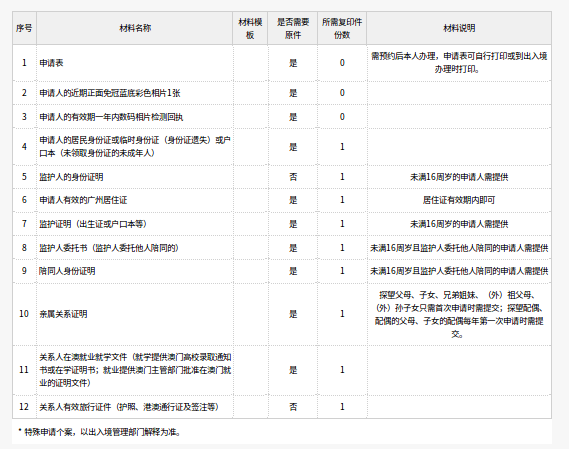 序号 材料名称 材料模板 是否需要原件 所需复印件份数 材料说明
1 申请表 是 0 需预约后本人办理，申请表可自行打印或到出入境
办理时打印。
2 申请人的近期正面免冠蓝底彩色相片1张 是 0
3 申请人的有效期一年内数码相片检测回执 是 0
4 申请人的居民身份证或临时身份证（身份证遗失）或户
口本（未领取身份证的未成年人） 是 1
5 监护人的身份证明 否 1 未满16周岁的申请人需提供
6 申请人有效的广州居住证 是 1 居住证有效期内即可
7 监护证明（出生证或户口本等） 是 1 未满16周岁的申请人需提供
8 监护人委托书（监护人委托他人陪同的） 是 1 未满16周岁且监护人委托他人陪同的申请人需提供
9 陪同人身份证明 是 1 未满16周岁且监护人委托他人陪同的申请人需提供
10 亲属关系证明 是 1 探望父母、子女、兄弟姐妹、（外）祖父母、
（外）孙子女只需首次申请时需提交；探望配偶、
配偶的父母、子女的配偶每年第一次申请时需提
交。
11 关系人在澳就业就学文件（就学提供澳门高校录取通知
书或在学证明书；就业提供澳门主管部门批准在澳门就
业的证明文件） 是 1
12 关系人有效旅行证件（护照、港澳通行证及签注等） 否 1
* 特殊申请个案，以出入境管理部门解释为准。